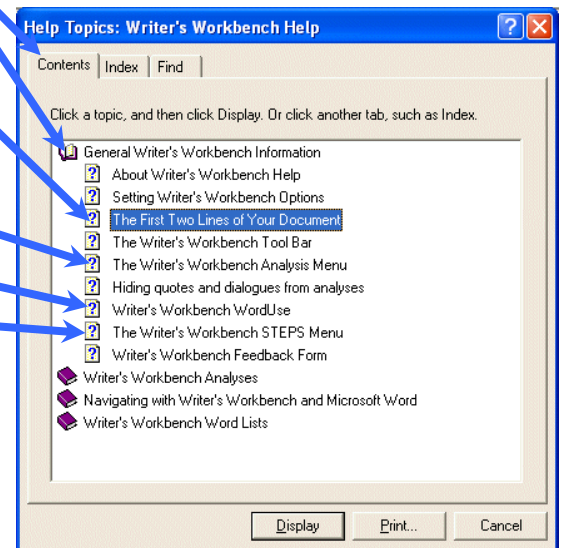 Help Topics: Writer's Workbench Help
Contents Index Find
Click a topic, and then click Display. Or click another tab, such as Index.
General Writer's Workbench Information
About Writer's Workbench Help
Setting Writer's Workbench Options
The First Two Lines of Your Document
The Writer's Workbench Tool Bar
The Writer's Workbench Analysis Menu
Hiding quotes and dialogues from analyses
Writer's Workbench WordUse
The Writer's Workbench STEPS Menu
Writer's Workbench Feedback Form
Writer's Workbench Analyses
Navigating with Writer's Workbench and Microsoft Word
Writer's Workbench Word Lists
Display Print... Cancel